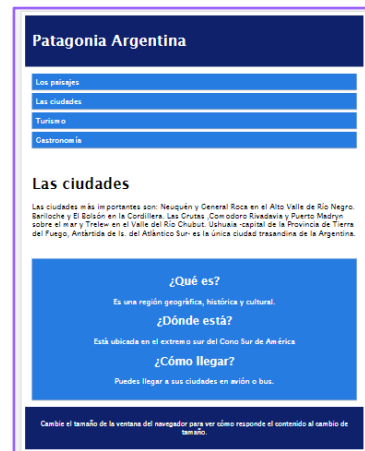 Patagonia Argentina
Los paisajes
Las ciudades
Turismo
Gastronomía
Las ciudades
Las ciudades más importantes son: Neuquén y General Roca en el Alto Valle de Río Negro.
Bariloche y El Bolsón en la Cordillera. Las Grutas ,Comodoro Rivadavia y Puerto Madryn
sobre el mar y Trelew en el Valle del Río Chubut. Ushuaia -capital de la Provincia de Tierra
del Fuego, Antártida de Is. del Atlántico Sur- es la única ciudad trasandina de la Argentina.
¿Qué es?
Es una región geográfica, histórica y cultural.
¿Dónde está?
Està ubicada en el extremo sur del Cono Sur de América
¿Cómo llegar?
Puedes llegar a sus ciudades en avión o bus.
Cambie el tamaño de la ventana del navegador para ver cómo responde el contenido al cambio de
tamaño.